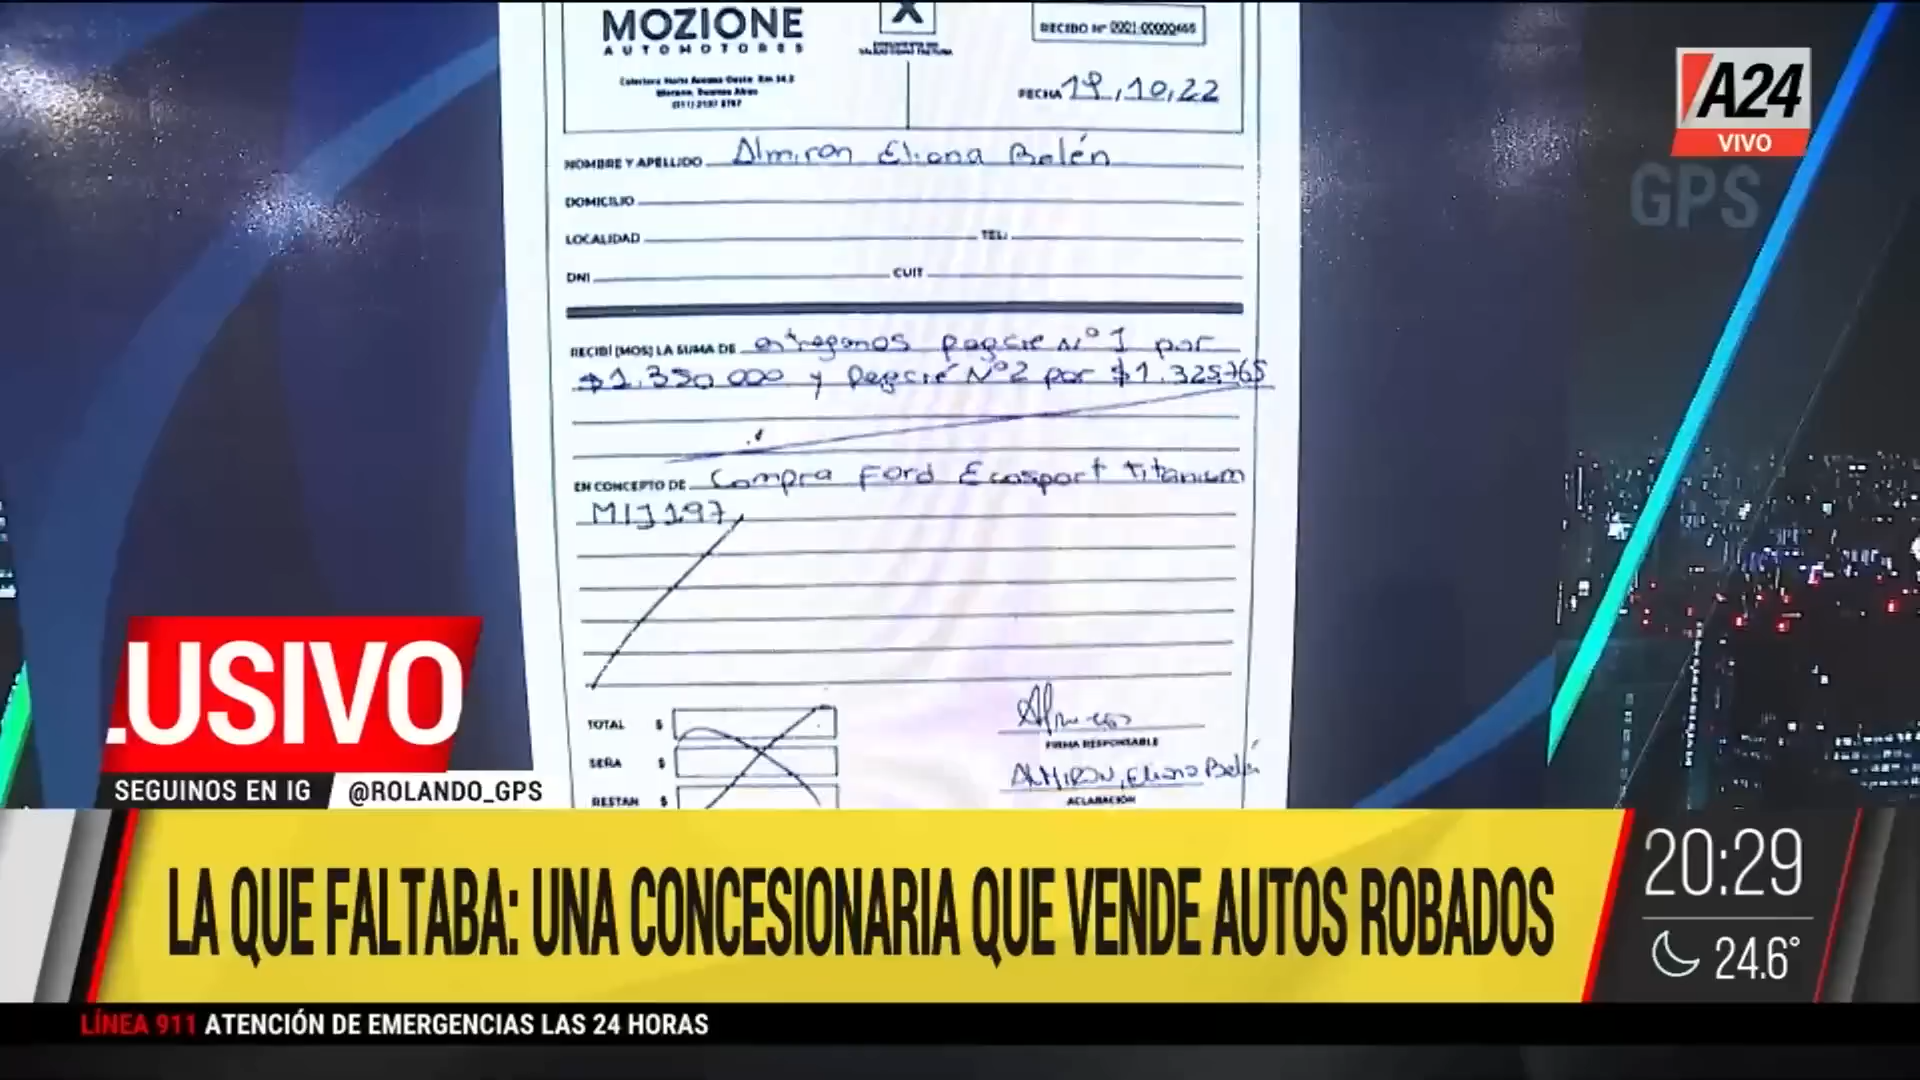 MOZIONE
AUTOMOTORES
X
RECIBO Nº 0001-00000465
FECHA 19,10,22
NOMBRE Y APELLIDO Almiron Eliana Belén
DOMICILIO
LOCALIDAD TEL:
DNI CUIT
RECIBÍ (MOS) LA SUMA DE entregamos pagaré Nº 1 por
$1.350.000 y Pagaré Nº2 por $1.325.765
EN CONCEPTO DE Compra Ford Ecosport titanium
MIJ197
TOTAL $
SEÑA $
RESTAN $
FIRMA RESPONSABLE
ALMIRON, Eliana Belén
ACLARACIÓN
A24
VIVO
GPS
.USIVO
SEGUINOS EN IG @ROLANDO_GPS
LA QUE FALTABA: UNA CONCESIONARIA QUE VENDE AUTOS ROBADOS
20:29
24.6°
LÍNEA 911 ATENCIÓN DE EMERGENCIAS LAS 24 HORAS